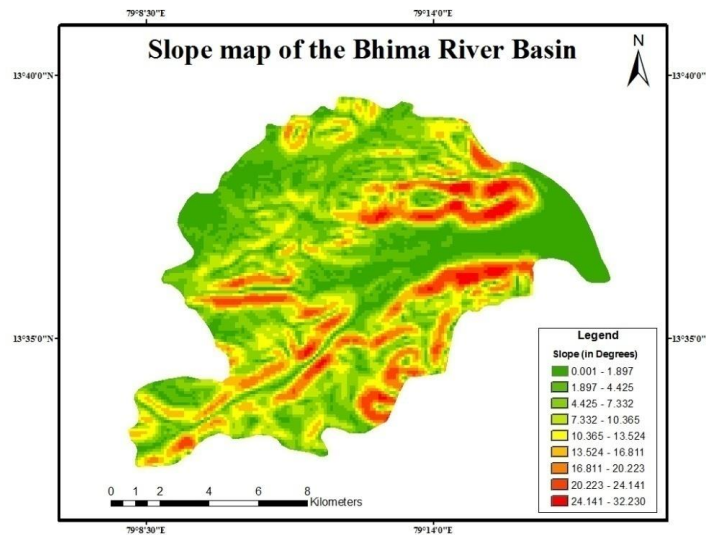 79°8'30"E 79°14'0"E
Slope map of the Bhima River Basin
N
13°40'0"N 13°40'0"N
13°35'0"N 13°35'0"N
Legend
Slope (in Degrees)
0.001 - 1.897
1.897 - 4.425
4.425 - 7.332
7.332 - 10.365
10.365 - 13.524
13.524 - 16.811
16.811 - 20.223
20.223 - 24.141
24.141 - 32.230
0 1 2 4 6 8
Kilometers
79°8'30"E 79°14'0"E